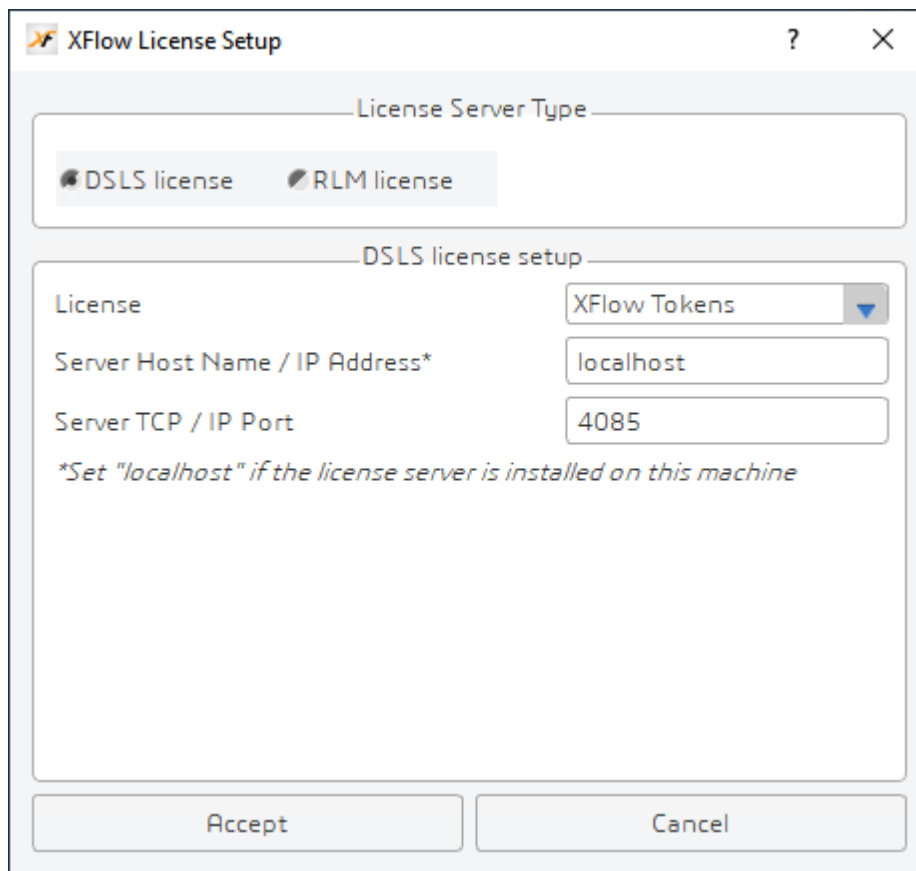 XF XFlow License Setup ? X
License Server Type
DSLS license RLM license
DSLS license setup
License XFlow Tokens
Server Host Name / IP Address* localhost
Server TCP / IP Port 4085
*Set "localhost" if the license server is installed on this machine
Accept Cancel